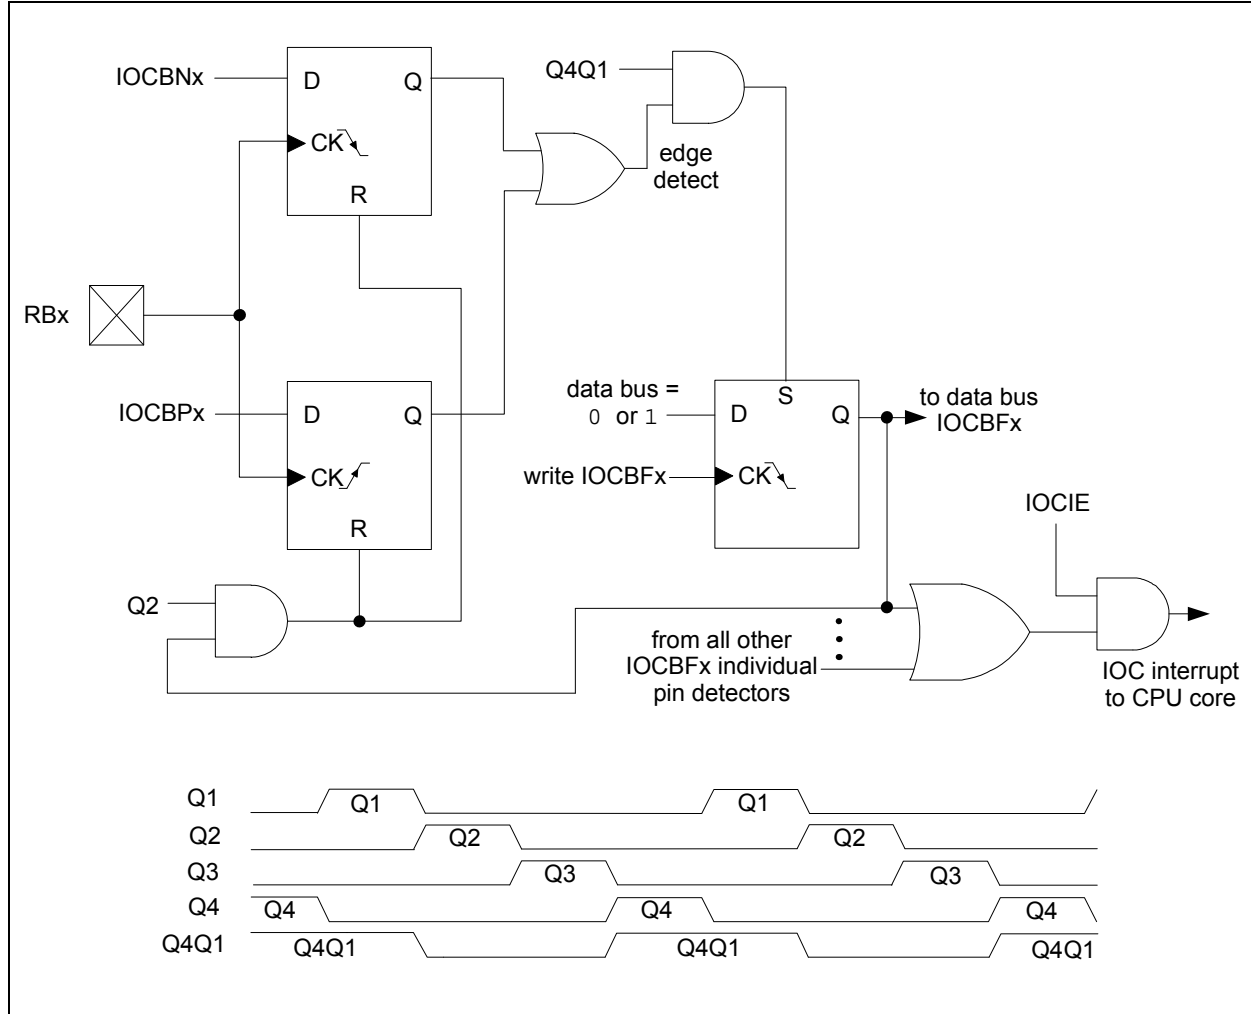 IOCBNx
D
Q
CK
R
Q4Q1
edge
detect
RBx
IOCBPx
D
Q
CK
R
data bus =
0 or 1
S
D
Q
to data bus
IOCBFx
write IOCBFx
CK
IOCIE
Q2
from all other
IOCBFx individual
pin detectors
IOC interrupt
to CPU core
Q1
Q1
Q1
Q2
Q2
Q2
Q3
Q3
Q3
Q4
Q4
Q4
Q4
Q4Q1
Q4Q1
Q4Q1
Q4Q1